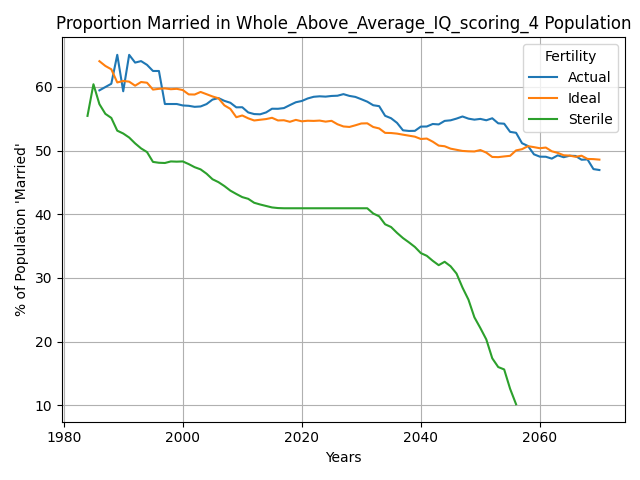 Proportion Married in Whole_Above_Average_IQ_scoring_4 Population
% of Population 'Married'
60
50
40
30
20
10
Fertility
Actual
Ideal
Sterile
1980 2000 2020 2040 2060
Years